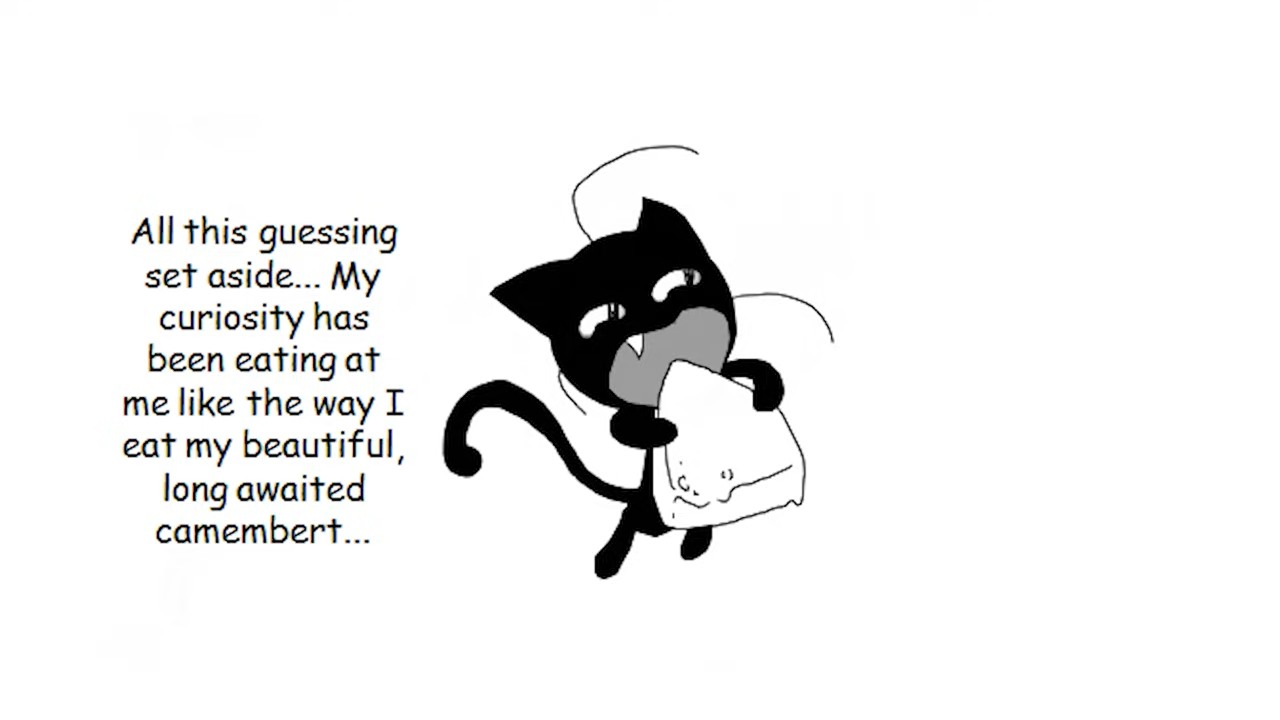 All this guessing
set aside... My
curiosity has
been eating at
me like the way I
eat my beautiful,
long awaited
camembert...